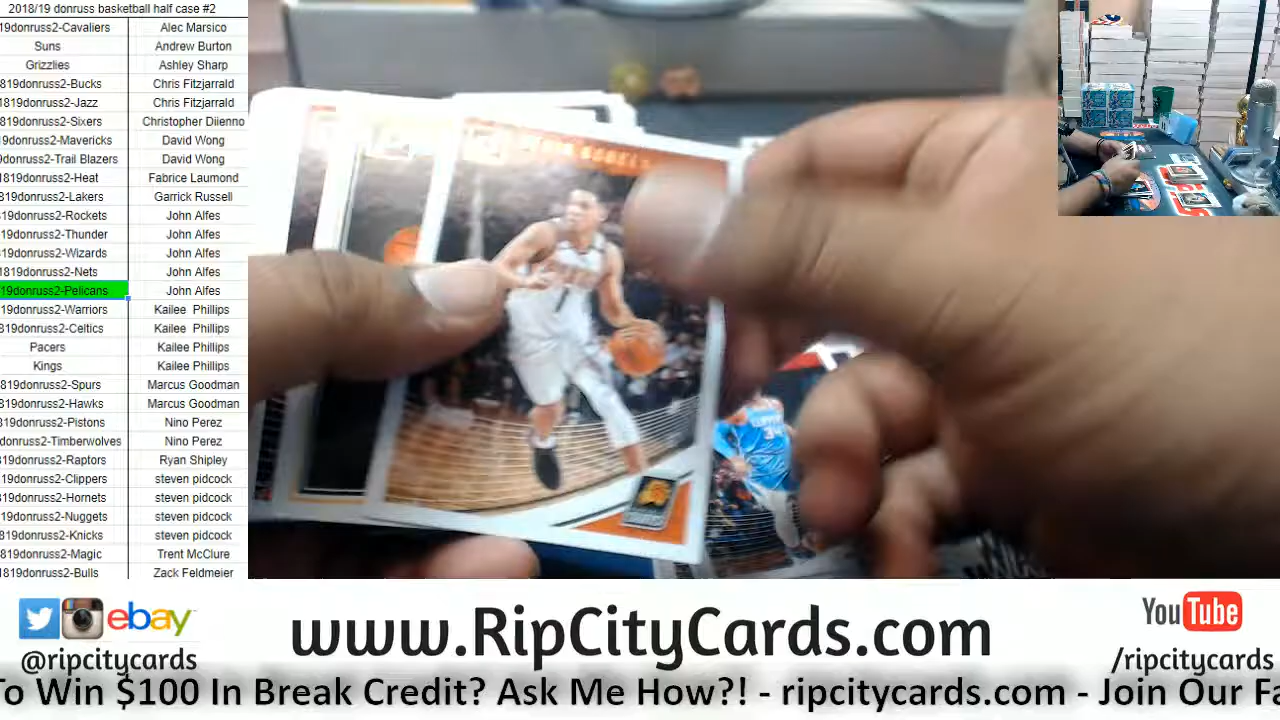 2018/19 donruss basketball half case #2
19donruss2-Cavaliers Alec Marsico
Suns Andrew Burton
Grizzlies Ashley Sharp
819donruss2-Bucks Chris Fitzjarrald
1819donruss2-Jazz Chris Fitzjarrald
819donruss2-Sixers Christopher Diienno
9donruss2-Mavericks David Wong
9donruss2-Trail Blazers David Wong
819donruss2-Heat Fabrice Laumond
19donruss2-Lakers Garrick Russell
19donruss2-Rockets John Alfes
19donruss2-Thunder John Alfes
19donruss2-Wizards John Alfes
1819donruss2-Nets John Alfes
19donruss2-Pelicans John Alfes
19donruss2-Warriors Kailee Phillips
819donruss2-Celtics Kailee Phillips
Pacers Kailee Phillips
Kings Kailee Phillips
819donruss2-Spurs Marcus Goodman
819donruss2-Hawks Marcus Goodman
819donruss2-Pistons Nino Perez
donruss2-Timberwolves Nino Perez
819donruss2-Raptors Ryan Shipley
819donruss2-Clippers steven pidcock
819donruss2-Hornets steven pidcock
19donruss2-Nuggets steven pidcock
819donruss2-Knicks steven pidcock
819donruss2-Magic Trent McClure
1819donruss2-Bulls Zack Feldmeier
ebay
@ripcitycards
www.RipCityCards.com
YouTube
/ripcitycards
To Win $100 In Break Credit? Ask Me How?! - ripcitycards.com - Join Our Fa